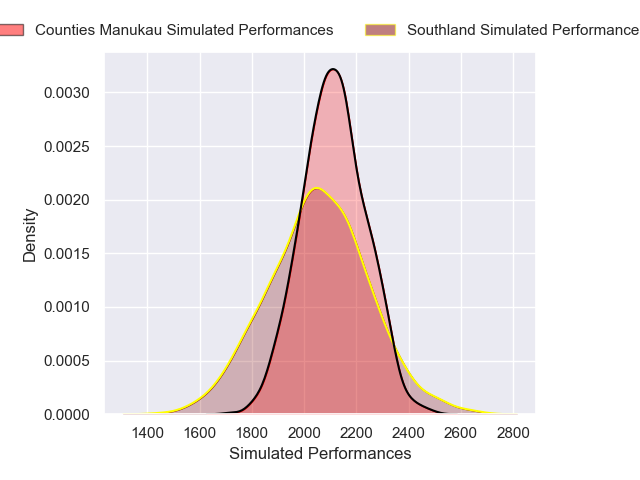 Counties Manukau Simulated Performances Southland Simulated Performance
0.0030
0.0025
0.0020
0.0015
0.0010
0.0005
0.0000
Density
1400 1600 1800 2000 2200 2400 2600 2800
Simulated Performances